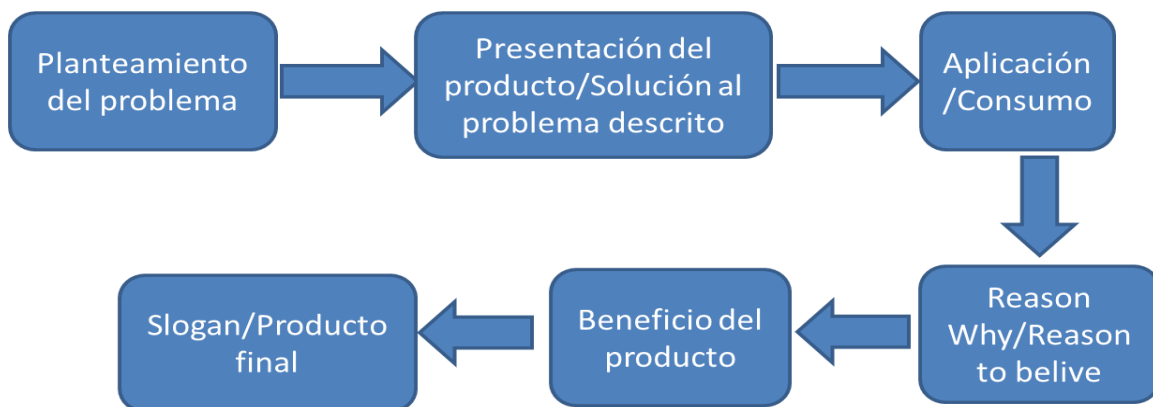 Planteamiento
del problema
Presentación del
producto/Solución al
problema descrito
Aplicación
/Consumo
Reason
Why/Reason
to belive
Beneficio del
producto
Slogan/Producto
final